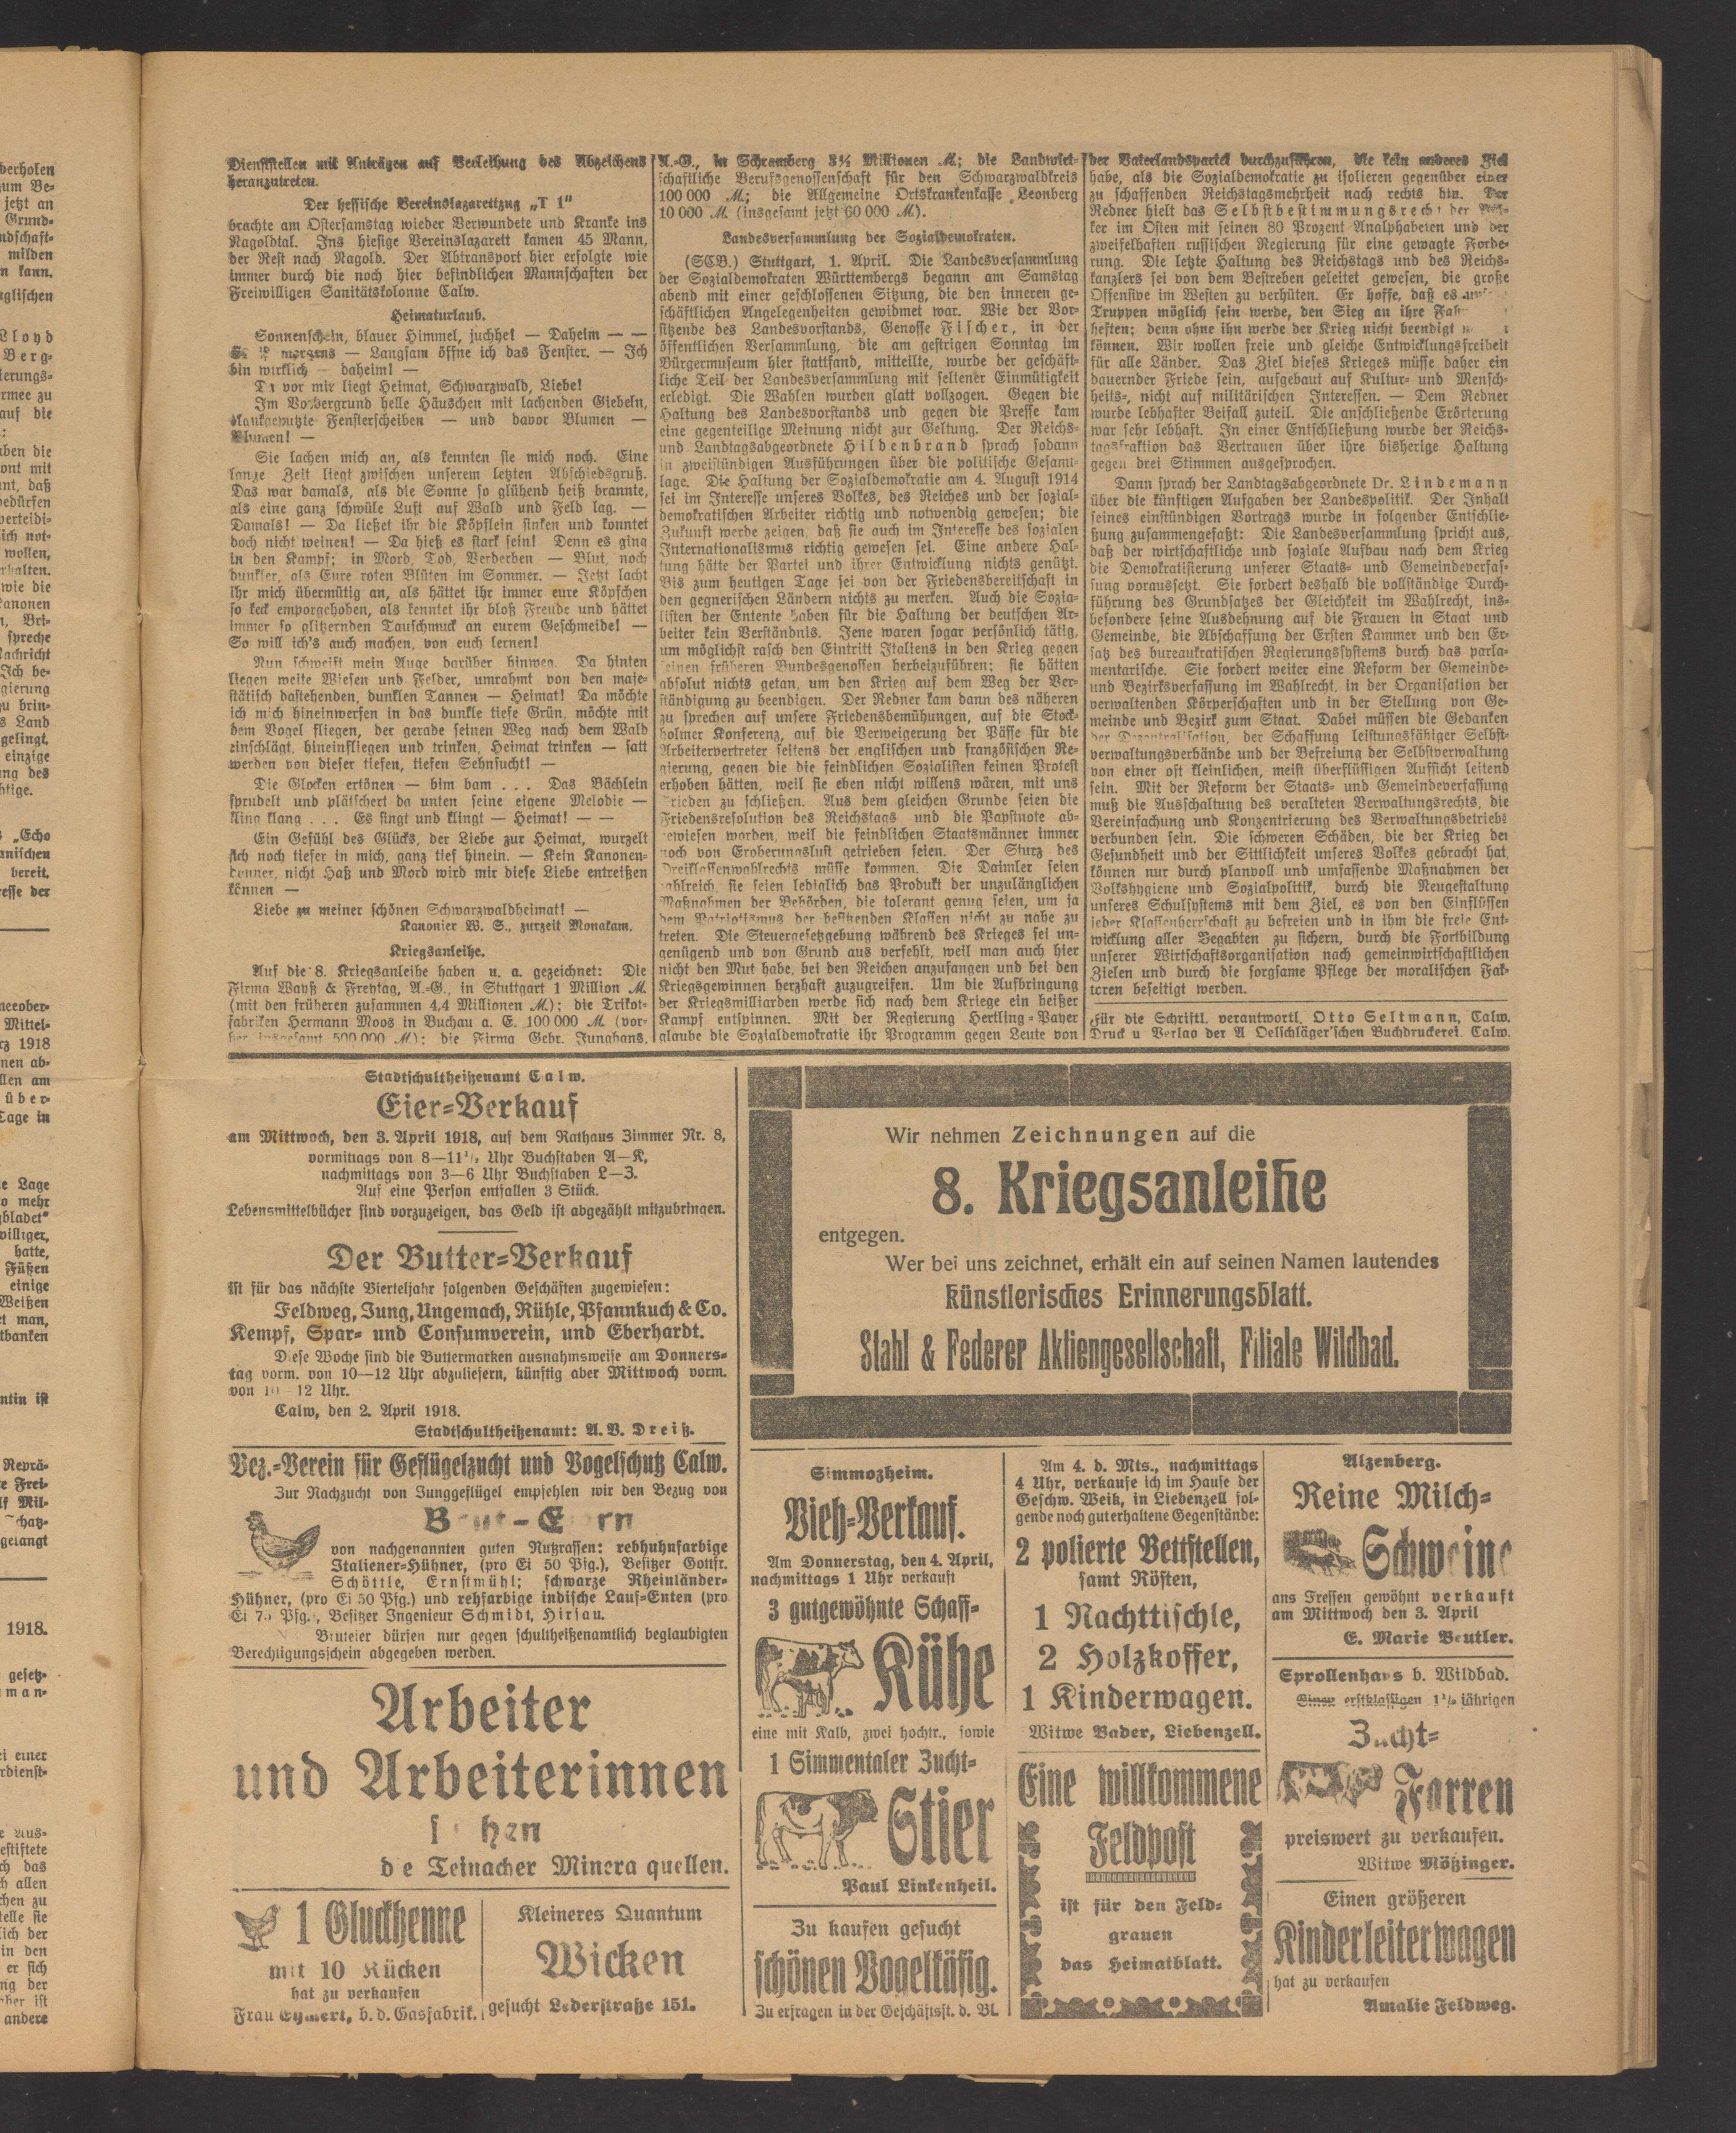 Dienststellen mit Anträgen auf Verleihung des Abzeichens
heranzutreten.
Der hessische Vereinslazarettzug „T 1"
brachte am Ostersamstag wieder Verwundete und Kranke ins
Nagoldtal. Ins hiesige Vereinslazarett kamen 45 Mann,
der Rest nach Nagold. Der Abtransport hier erfolgte wie
immer durch die noch hier befindlichen Mannschaften der
Freiwilligen Sanitätskolonne Calw.
Heimaturlaub.
Sonnenschein, blauer Himmel, juchhe! — Daheim — —
morgens — Langsam öffne ich das Fenster. — Ich
bin wirklich — daheim! —
Da vor mir liegt Heimat, Schwarzwald, Liebe!
Im Vordergrund helle Häuschen mit lachenden Giebeln,
blankgeputzte Fensterscheiben — und davor Blumen —
Blumen! —
Sie lachen mich an, als kennten sie mich noch. Eine
lange Zeit liegt zwischen unserem letzten Abschiedsgruß.
Das war damals, als die Sonne so glühend heiß brannte,
als eine ganz schwüle Luft auf Wald und Feld lag. —
Damals! — Da ließet ihr die Köpflein sinken und konntet
doch nicht weinen! — Da hieß es stark sein! Denn es ging
in den Kampf; in Mord, Tod, Verderben — Blut, noch
dunkler, als Eure roten Blüten im Sommer. — Jetzt lacht
ihr mich übermütig an, als hättet ihr immer eure Köpfchen
so keck emporgehoben, als kenntet ihr bloß Freude und hättet
immer so glitzernden Tauschmuck an eurem Geschmeide! —
So will ich's auch machen, von euch lernen!
Nun schweift mein Auge darüber hinweg. Da hinten
liegen weite Wiesen und Felder, umrahmt von den maje-
stätisch dastehenden, dunklen Tannen — Heimat! Da möchte
ich mich hineinwerfen in das dunkle tiefe Grün, möchte mit
dem Vogel fliegen, der gerade seinen Weg nach dem Wald
einschlägt, hineinfliegen und trinken, Heimat trinken — satt
werden von dieser tiefen, tiefen Sehnsucht! —
Die Glocken ertönen — bim bam . . . Das Bächlein
sprudelt und plätschert da unten seine eigene Melodie —
kling klang . . . Es singt und klingt — Heimat! — —
Ein Gefühl des Glücks, der Liebe zur Heimat, wurzelt
sich noch tiefer in mich, ganz tief hinein. — Kein Kanonen-
donner, nicht Haß und Mord wird mir diese Liebe entreißen
können —
Liebe zu meiner schönen Schwarzwaldheimat! —
Kanonier W. S., zurzeit Monakam.
Kriegsanleihe.
Auf die 8. Kriegsanleihe haben u. a. gezeichnet: Die
Firma Wayß & Freytag, A.-G., in Stuttgart 1 Million M
(mit den früheren zusammen 4,4 Millionen M); die Trikot-
fabriken Hermann Moos in Buchau a. E. 100 000 M (vor-
her insgesamt 500 000 M); die Firma Gebr. Junghans,
A.-G., in Schramberg 3½ Millionen M; die Landwirt-
schaftliche Berufsgenossenschaft für den Schwarzwaldkreis
100 000 M; die Allgemeine Ortskrankenkasse Leonberg
10 000 M (insgesamt jetzt 60 000 M).
Landesversammlung der Sozialdemokraten.
(SCB.) Stuttgart, 1. April. Die Landesversammlung
der Sozialdemokraten Württembergs begann am Samstag
abend mit einer geschlossenen Sitzung, die den inneren ge-
schäftlichen Angelegenheiten gewidmet war. Wie der Vor-
sitzende des Landesvorstands, Genosse Fischer, in der
öffentlichen Versammlung, die am gestrigen Sonntag im
Bürgermuseum hier stattfand, mitteilte, wurde der geschäft-
liche Teil der Landesversammlung mit seltener Einmütigkeit
erledigt. Die Wahlen wurden glatt vollzogen. Gegen die
Haltung des Landesvorstands und gegen die Presse kam
eine gegenteilige Meinung nicht zur Geltung. Der Reichs-
und Landtagsabgeordnete Hildenbrand sprach sodann
in zweistündigen Ausführungen über die politische Gesamt-
lage. Die Haltung der Sozialdemokratie am 4. August 1914
sei im Interesse unseres Volkes, des Reiches und der sozial-
demokratischen Arbeiter richtig und notwendig gewesen; die
Zukunft werde zeigen, daß sie auch im Interesse des sozialen
Internationalismus richtig gewesen sei. Eine andere Hal-
tung hätte der Partei und ihrer Entwicklung nichts genützt.
Bis zum heutigen Tage sei von der Friedensbereitschaft in
den gegnerischen Ländern nichts zu merken. Auch die Sozia-
listen der Entente haben für die Haltung der deutschen Ar-
beiter kein Verständnis. Jene waren sogar persönlich tätig,
um möglichst rasch den Eintritt Italiens in den Krieg gegen
seinen früheren Bundesgenossen herbeizuführen; sie hätten
absolut nichts getan, um den Krieg auf dem Weg der Ver-
ständigung zu beendigen. Der Redner kam dann des näheren
zu sprechen auf unsere Friedensbemühungen, auf die Stock-
holmer Konferenz, auf die Verweigerung der Pässe für die
Arbeitervertreter seitens der englischen und französischen Re-
gierung, gegen die die feindlichen Sozialisten keinen Protest
erhoben hätten, weil sie eben nicht willens wären, mit uns
Frieden zu schließen. Aus dem gleichen Grunde seien die
Friedensresolution des Reichstags und die Papstnote ab-
gewiesen worden, weil die feindlichen Staatsmänner immer
noch von Eroberungslust getrieben seien. Der Sturz des
Dreiklassenwahlrechts müsse kommen. Die Daimler seien
zahlreich, sie seien lediglich das Produkt der unzulänglichen
Maßnahmen der Behörden, die tolerant genug seien, um ja
dem Patriotismus der besitzenden Klassen nicht zu nahe zu
treten. Die Steuergesetzgebung während des Krieges sei un-
genügend und von Grund aus verfehlt, weil man auch hier
nicht den Mut habe, bei den Reichen anzufangen und bei den
Kriegsgewinnen herzhaft zuzugreifen. Um die Aufbringung
der Kriegsmilliarden werde sich nach dem Kriege ein heißer
Kampf entspinnen. Mit der Regierung Hertling-Payer
glaube die Sozialdemokratie ihr Programm gegen Leute von
der Vaterlandspartei durchzuführen, die kein anderes Ziel
habe, als die Sozialdemokratie zu isolieren gegenüber einer
zu schaffenden Reichstagsmehrheit nach rechts hin. Der
Redner hielt das Selbstbestimmungsrecht der Völ-
ker im Osten mit seinen 80 Prozent Analphabeten und der
zweifelhaften russischen Regierung für eine gewagte Forde-
rung. Die letzte Haltung des Reichstags und des Reichs-
kanzlers sei von dem Bestreben geleitet gewesen, die große
Offensive im Westen zu verhüten. Er hoffe, daß es
Truppen möglich sein werde, den Sieg an ihre
heften; denn ohne ihn werde der Krieg nicht beendigt
können. Wir wollen freie und gleiche Entwicklungsfreiheit
für alle Länder. Das Ziel dieses Krieges müsse daher ein
dauernder Friede sein, aufgebaut auf Kultur- und Mensch-
heits-, nicht auf militärischen Interessen. — Dem Redner
wurde lebhafter Beifall zuteil. Die anschließende Erörterung
war sehr lebhaft. In einer Entschließung wurde der Reichs-
tagsfraktion das Vertrauen über ihre bisherige Haltung
gegen drei Stimmen ausgesprochen.
Dann sprach der Landtagsabgeordnete Dr. Lindemann
über die künftigen Aufgaben der Landespolitik. Der Inhalt
seines einstündigen Vortrags wurde in folgender Entschlie-
ßung zusammengefaßt: Die Landesversammlung spricht aus,
daß der wirtschaftliche und soziale Aufbau nach dem Krieg
die Demokratisierung unserer Staats- und Gemeindeverfas-
sung voraussetzt. Sie fordert deshalb die vollständige Durch-
führung des Grundsatzes der Gleichheit im Wahlrecht, ins-
besondere seine Ausdehnung auf die Frauen in Staat und
Gemeinde, die Abschaffung der Ersten Kammer und den Er-
satz des bureaukratischen Regierungssystems durch das parla-
mentarische. Sie fordert weiter eine Reform der Gemeinde-
und Bezirksverfassung im Wahlrecht, in der Organisation der
verwaltenden Körperschaften und in der Stellung von Ge-
meinde und Bezirk zum Staat. Dabei müssen die Gedanken
der Dezentralisation, der Schaffung leistungsfähiger Selbst-
verwaltungsverbände und der Befreiung der Selbstverwaltung
von einer oft kleinlichen, meist überflüssigen Aufsicht leitend
sein. Mit der Reform der Staats- und Gemeindeverfassung
muß die Ausschaltung des veralteten Verwaltungsrechts, die
Vereinfachung und Konzentrierung des Verwaltungsbetriebs
verbunden sein. Die schweren Schäden, die der Krieg der
Gesundheit und der Sittlichkeit unseres Volkes gebracht hat,
können nur durch planvoll und umfassende Maßnahmen der
Volkshygiene und Sozialpolitik, durch die Neugestaltung
unseres Schulsystems mit dem Ziel, es von den Einflüssen
jeder Klassenherrschaft zu befreien und in ihm die freie Ent-
wicklung aller Begabten zu sichern, durch die Fortbildung
unserer Wirtschaftsorganisation nach gemeinwirtschaftlichen
Zielen und durch die sorgsame Pflege der moralischen Fak-
toren beseitigt werden.
Für die Schriftl. verantwortl. Otto Seltmann, Calw.
Druck u Verlag der A Oelschläger'schen Buchdruckerei Calw.
Stadtschultheißenamt Calw.
Eier-Verkauf
am Mittwoch, den 3. April 1918, auf dem Rathaus Zimmer Nr. 8,
vormittags von 8—11½ Uhr Buchstaben A—K,
nachmittags von 3—6 Uhr Buchstaben L—Z.
Auf eine Person entfallen 3 Stück.
Lebensmittelbücher sind vorzuzeigen, das Geld ist abgezählt mitzubringen.
Der Butter-Verkauf
ist für das nächste Vierteljahr folgenden Geschäften zugewiesen:
Feldweg, Jung, Ungemach, Rühle, Pfannkuch & Co.
Kempf, Spar- und Consumverein, und Eberhardt.
Diese Woche sind die Buttermarken ausnahmsweise am Donners-
tag vorm. von 10—12 Uhr abzuliefern, künftig aber Mittwoch vorm.
von 10—12 Uhr.
Calw, den 2. April 1918.
Stadtschultheißenamt: A. V. Dreiß.
Bez.-Verein für Geflügelzucht und Vogelschutz Calw.
Zur Nachzucht von Junggeflügel empfehlen wir den Bezug von
Brut-Eiern
von nachgenannten guten Nutzrassen: rebhuhnfarbige
Italiener-Hühner, (pro Ei 50 Pfg.), Besitzer Gottfr.
Schöttle, Ernstmühl; schwarze Rheinländer-
Hühner, (pro Ei 50 Pfg.) und rehfarbige indische Lauf-Enten (pro
Ei 75 Pfg.), Besitzer Ingenieur Schmidt, Hirsau.
Bruteier dürfen nur gegen schultheißenamtlich beglaubigten
Berechtigungsschein abgegeben werden.
Arbeiter
und Arbeiterinnen
suchen
die Teinacher Mineralquellen.
1 Gluckhenne
mit 10 Kücken
hat zu verkaufen
Frau b. d. Gasfabrik.
Kleineres Quantum
Wicken
gesucht Lederstraße 151.
Wir nehmen Zeichnungen auf die
8. Kriegsanleihe
entgegen.
Wer bei uns zeichnet, erhält ein auf seinen Namen lautendes
künstlerisches Erinnerungsblatt.
Stahl & Federer Aktiengesellschaft, Filiale Wildbad.
Simmozheim.
Vieh-Verkauf.
Am Donnerstag, den 4. April,
nachmittags 1 Uhr verkauft
3 gutgewöhnte Schaff-
Kühe
eine mit Kalb, zwei hochtr., sowie
1 Simmentaler Zucht-
Stier
Paul Linkenheil.
Zu kaufen gesucht
schönen Vogelkäfig.
Zu erfragen in der Geschäftsst. d. Bl.
Am 4. d. Mts., nachmittags
4 Uhr, verkaufe ich im Hause der
Geschw. Weik, in Liebenzell fol-
gende noch guterhaltene Gegenstände:
2 polierte Bettstellen,
samt Rösten,
1 Nachttischle,
2 Holzkoffer,
1 Kinderwagen.
Witwe Bader, Liebenzell.
Eine willkommene
Feldpost
ist für den Feld-
grauen
das Heimatblatt.
Alzenberg.
Reine Milch-
Schweine
ans Fressen gewöhnt verkauft
am Mittwoch den 3. April
E. Marie Beutler.
Sprollenhaus b. Wildbad.
Einen erstklassigen 1½ jährigen
Zucht-
Farren
preiswert zu verkaufen.
Witwe Mößinger.
Einen größeren
Kinderleiterwagen
hat zu verkaufen
Amalie Feldweg.